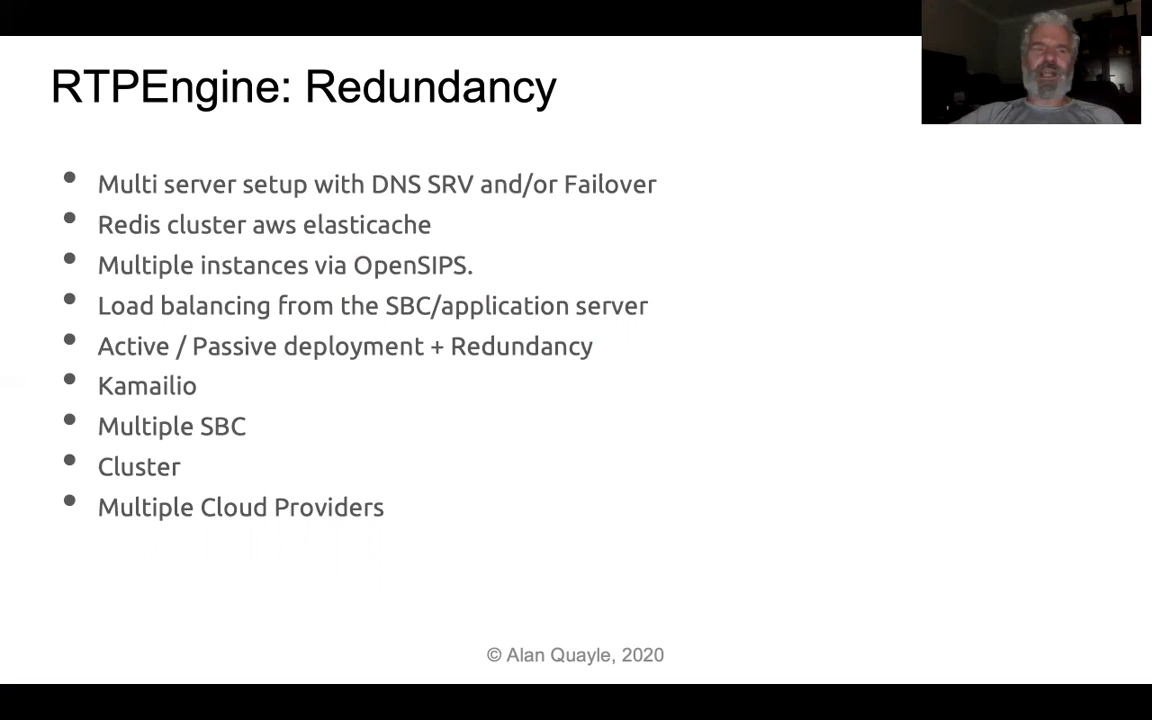 RTPEngine: Redundancy
• Multi server setup with DNS SRV and/or Failover
• Redis cluster aws elasticache
• Multiple instances via OpenSIPS.
• Load balancing from the SBC/application server
• Active / Passive deployment + Redundancy
• Kamailio
• Multiple SBC
• Cluster
• Multiple Cloud Providers
© Alan Quayle, 2020